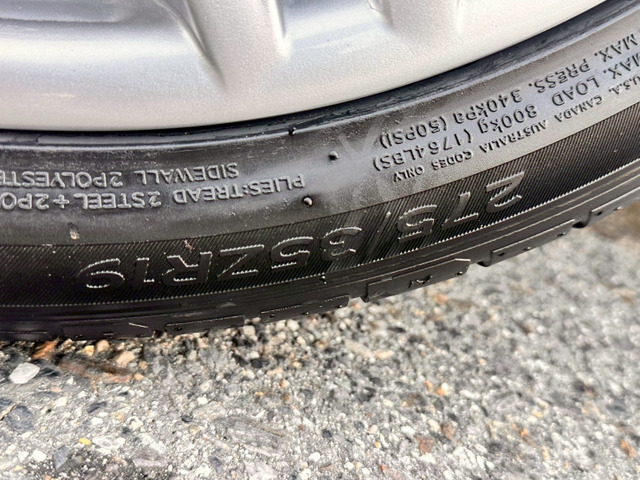 U.S.A. CANADA AUSTRALIA CODES ONLY
MAX. LOAD 800kg (1764LBS)
MAX. PRESS. 340kPa (50PSI)
PLIES:TREAD 2STEEL+2PO
SIDEWALL 2POLYESTE
275/35ZR19